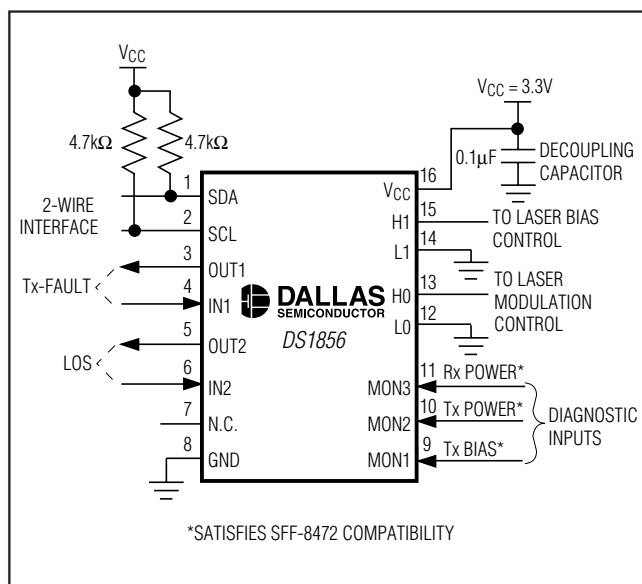 VCC
4.7kΩ
4.7kΩ
2-WIRE
INTERFACE
Tx-FAULT
LOS
1
SDA
2
SCL
3
OUT1
4
IN1
5
OUT2
6
IN2
7
N.C.
8
GND
DALLAS
SEMICONDUCTOR
DS1856
VCC = 3.3V
0.1µF
DECOUPLING
CAPACITOR
16
VCC
15
H1
TO LASER BIAS
CONTROL
14
L1
13
H0
TO LASER
MODULATION
CONTROL
12
L0
11
MON3
Rx POWER*
10
MON2
Tx POWER*
9
MON1
Tx BIAS*
DIAGNOSTIC
INPUTS
*SATISFIES SFF-8472 COMPATIBILITY